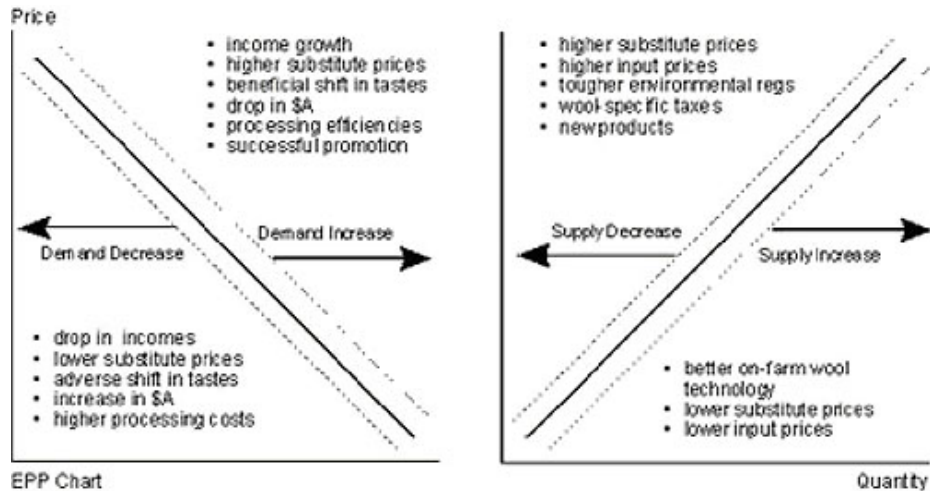 Price
• income growth
• higher substitute prices
• beneficial shift in tastes
• drop in $A
• processing efficiencies
• successful promotion
Demand Decrease
Demand Increase
• drop in incomes
• lower substitute prices
• adverse shift in tastes
• increase in $A
• higher processing costs
EPP Chart
• higher substitute prices
• higher input prices
• tougher environmental regs
• wool-specific taxes
• new products
Supply Decrease
Supply Increase
• better on-farm wool
technology
• lower substitute prices
• lower input prices
Quantity